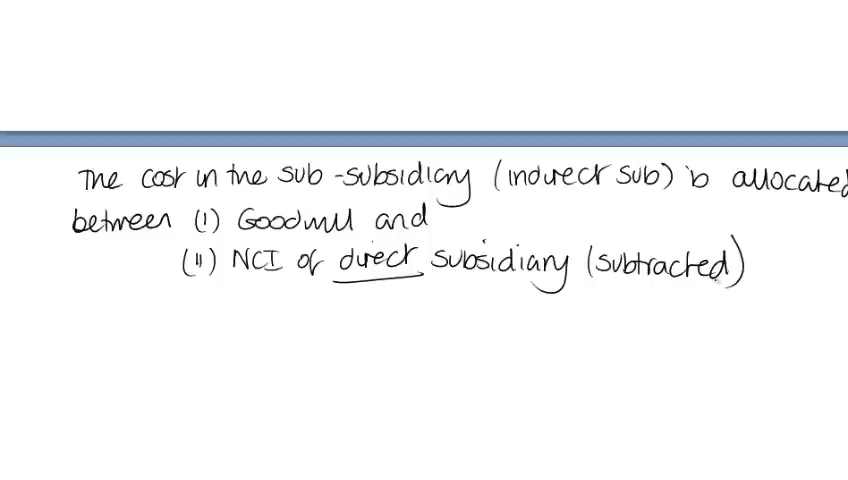 The cost in the sub-subsidiary (indirect sub) is allocated
between (i) Goodwill and
(ii) NCI of direct subsidiary (subtracted)